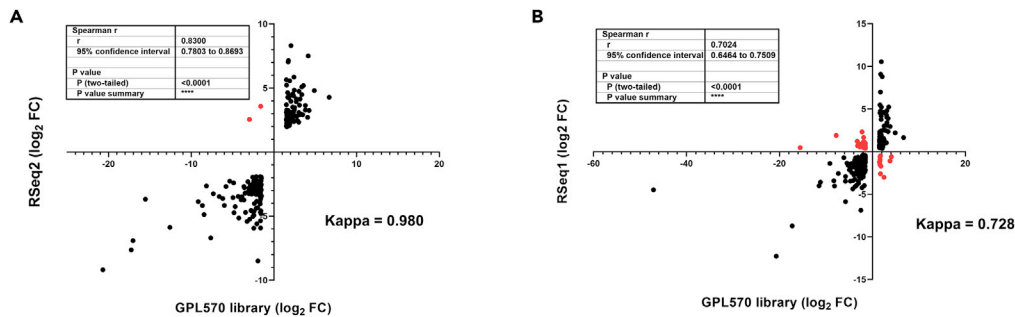 A
Spearman r
r 0.8300
95% confidence interval 0.7803 to 0.8693
P value
P (two-tailed) <0.0001
P value summary ****
10
5
-20 -10 10 20
-5
-10
RSeq2 (log2 FC)
Kappa = 0.980
GPL570 library (log2 FC)
B
Spearman r
r 0.7024
95% confidence interval 0.6464 to 0.7509
P value
P (two-tailed) <0.0001
P value summary ****
15
10
5
-60 -40 -20 20
-5
-10
-15
RSeq1 (log2 FC)
Kappa = 0.728
GPL570 library (log2 FC)